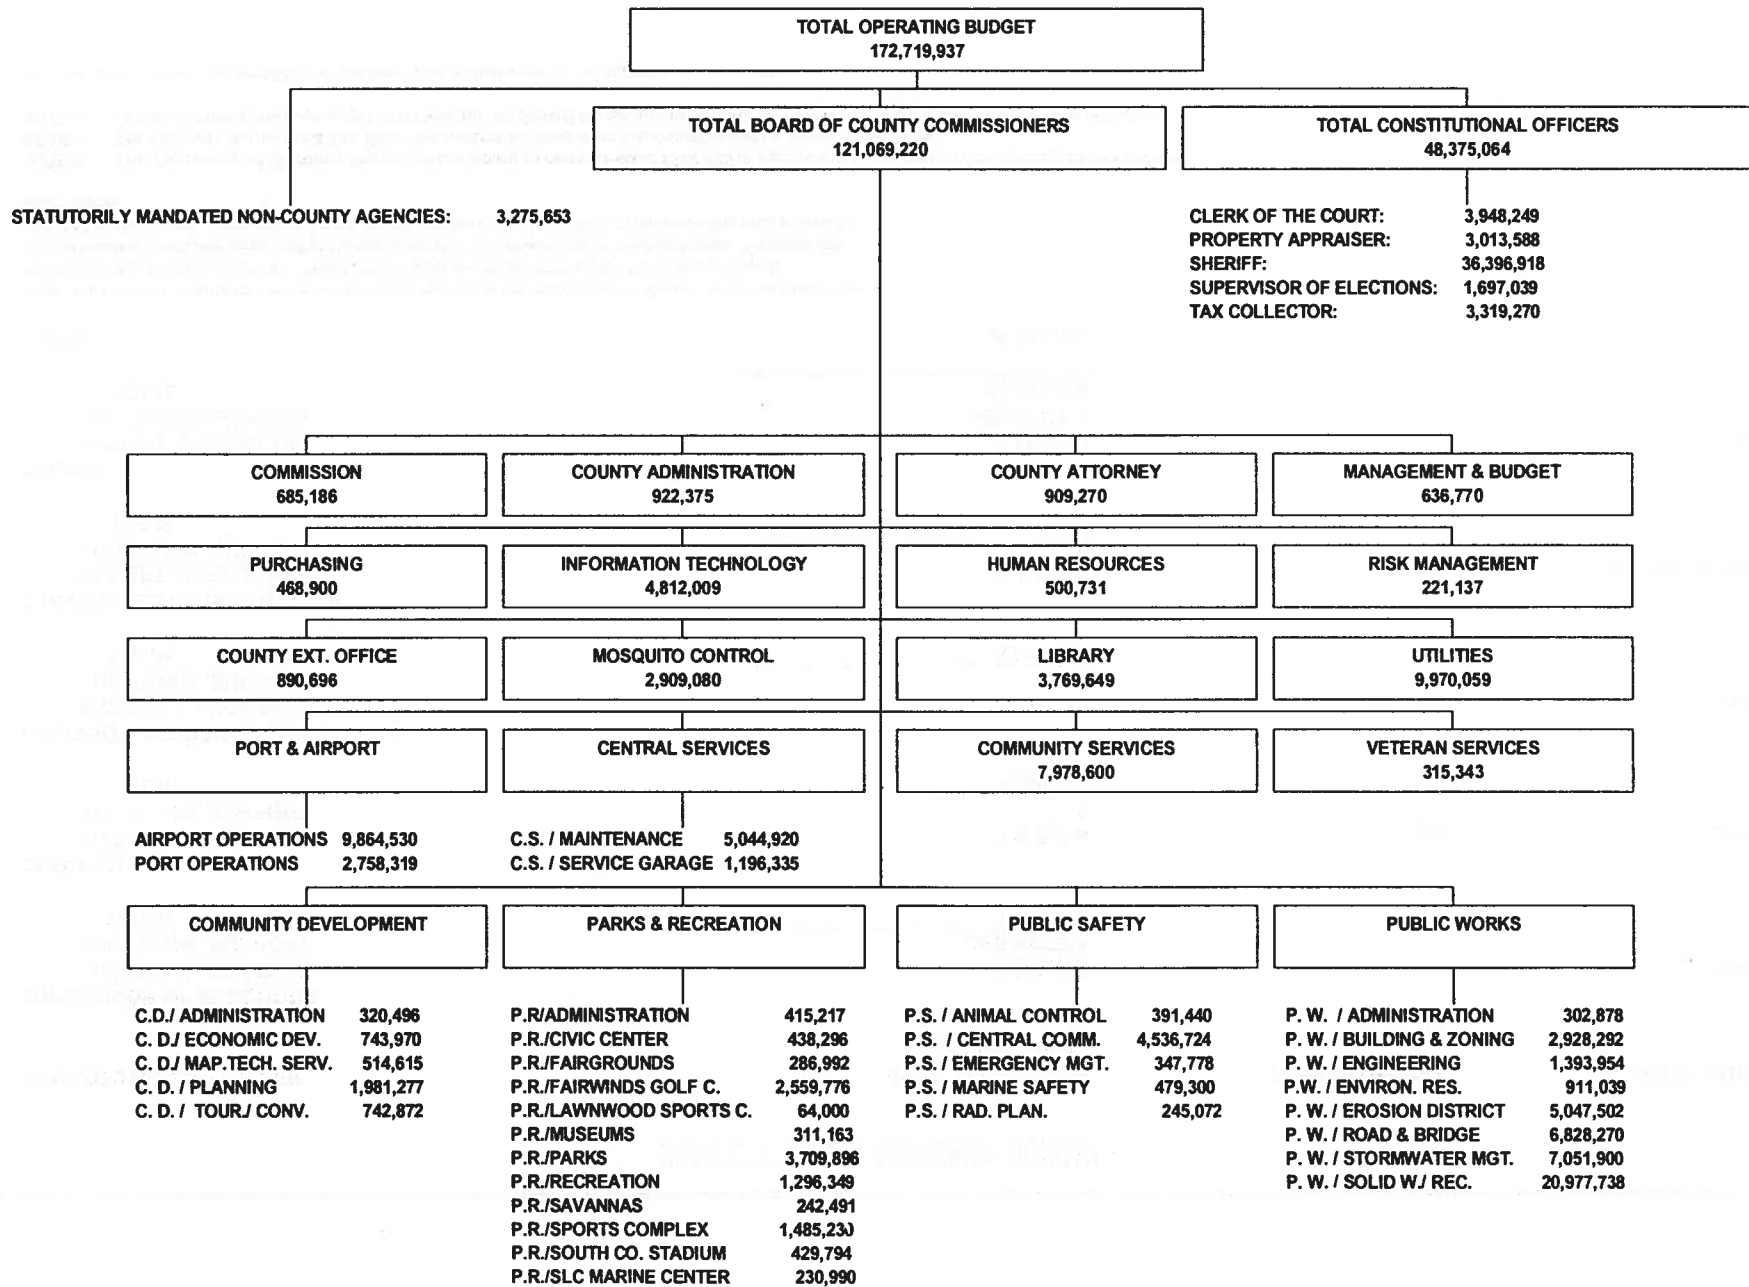 TOTAL OPERATING BUDGET
172,719,937
TOTAL BOARD OF COUNTY COMMISSIONERS
121,069,220
TOTAL CONSTITUTIONAL OFFICERS
48,375,064
STATUTORILY MANDATED NON-COUNTY AGENCIES: 3,275,653
CLERK OF THE COURT: 3,948,249
PROPERTY APPRAISER: 3,013,588
SHERIFF: 36,396,918
SUPERVISOR OF ELECTIONS: 1,697,039
TAX COLLECTOR: 3,319,270
COMMISSION
685,186
COUNTY ADMINISTRATION
922,375
COUNTY ATTORNEY
909,270
MANAGEMENT & BUDGET
636,770
PURCHASING
468,900
INFORMATION TECHNOLOGY
4,812,009
HUMAN RESOURCES
500,731
RISK MANAGEMENT
221,137
COUNTY EXT. OFFICE
890,696
MOSQUITO CONTROL
2,909,080
LIBRARY
3,769,649
UTILITIES
9,970,059
PORT & AIRPORT
CENTRAL SERVICES
COMMUNITY SERVICES
7,978,600
VETERAN SERVICES
315,343
AIRPORT OPERATIONS 9,864,530
PORT OPERATIONS 2,758,319
C.S. / MAINTENANCE 5,044,920
C.S. / SERVICE GARAGE 1,196,335
COMMUNITY DEVELOPMENT
PARKS & RECREATION
PUBLIC SAFETY
PUBLIC WORKS
C.D./ ADMINISTRATION 320,496
C. D./ ECONOMIC DEV. 743,970
C. D./ MAP.TECH. SERV. 514,615
C. D. / PLANNING 1,981,277
C. D. / TOUR./ CONV. 742,872
P.R/ADMINISTRATION 415,217
P.R./CIVIC CENTER 438,296
P.R./FAIRGROUNDS 286,992
P.R./FAIRWINDS GOLF C. 2,559,776
P.R./LAWNWOOD SPORTS C. 64,000
P.R./MUSEUMS 311,163
P.R./PARKS 3,709,896
P.R./RECREATION 1,296,349
P.R./SAVANNAS 242,491
P.R./SPORTS COMPLEX 1,485,230
P.R./SOUTH CO. STADIUM 429,794
P.R./SLC MARINE CENTER 230,990
P.S. / ANIMAL CONTROL 391,440
P.S. / CENTRAL COMM. 4,536,724
P.S. / EMERGENCY MGT. 347,778
P.S. / MARINE SAFETY 479,300
P.S. / RAD. PLAN. 245,072
P. W. / ADMINISTRATION 302,878
P. W. / BUILDING & ZONING 2,928,292
P. W. / ENGINEERING 1,393,954
P.W. / ENVIRON. RES. 911,039
P. W. / EROSION DISTRICT 5,047,502
P. W. / ROAD & BRIDGE 6,828,270
P. W. / STORMWATER MGT. 7,051,900
P. W. / SOLID W./ REC. 20,977,738